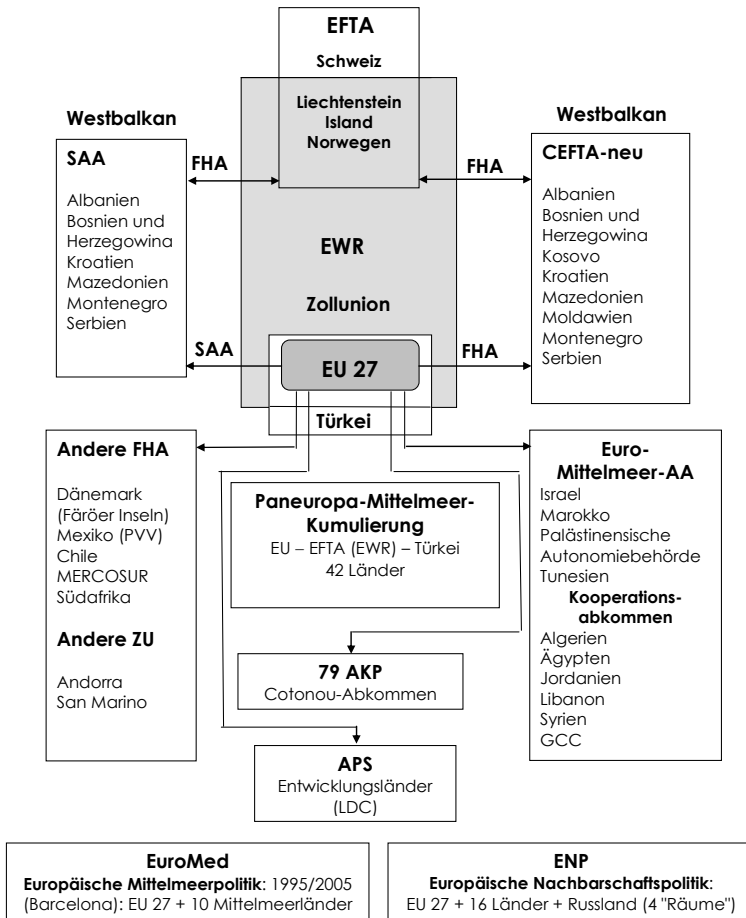 EFTA
Schweiz
Liechtenstein
Island
Norwegen
Westbalkan
SAA
Albanien
Bosnien und
Herzegowina
Kroatien
Mazedonien
Montenegro
Serbien
FHA
FHA
Westbalkan
CEFTA-neu
Albanien
Bosnien und
Herzegowina
Kosovo
Kroatien
Mazedonien
Moldawien
Montenegro
Serbien
EWR
Zollunion
SAA
EU 27
FHA
Türkei
Andere FHA
Dänemark
(Färöer Inseln)
Mexiko (PVV)
Chile
MERCOSUR
Südafrika
Andere ZU
Andorra
San Marino
Paneuropa-Mittelmeer-
Kumulierung
EU – EFTA (EWR) – Türkei
42 Länder
Euro-
Mittelmeer-AA
Israel
Marokko
Palästinensische
Autonomiebehörde
Tunesien
Kooperations-
abkommen
Algerien
Ägypten
Jordanien
Libanon
Syrien
GCC
79 AKP
Cotonou-Abkommen
APS
Entwicklungsländer
(LDC)
EuroMed
Europäische Mittelmeerpolitik: 1995/2005
(Barcelona): EU 27 + 10 Mittelmeerländer
ENP
Europäische Nachbarschaftspolitik:
EU 27 + 16 Länder + Russland (4 "Räume")